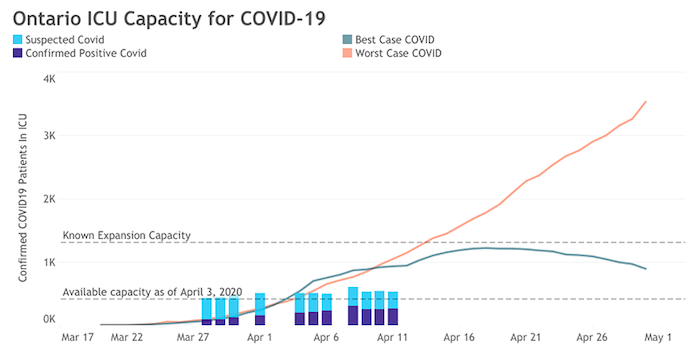 Ontario ICU Capacity for COVID-19
Suspected Covid
Best Case COVID
Confirmed Positive Covid
Worst Case COVID
Confirmed COVID19 Patients In ICU
4K
3K
2K
Known Expansion Capacity
1K
Available capacity as of April 3, 2020
0K
Mar 17 Mar 22 Mar 27 Apr 1 Apr 6 Apr 11 Apr 16 Apr 21 Apr 26 May 1